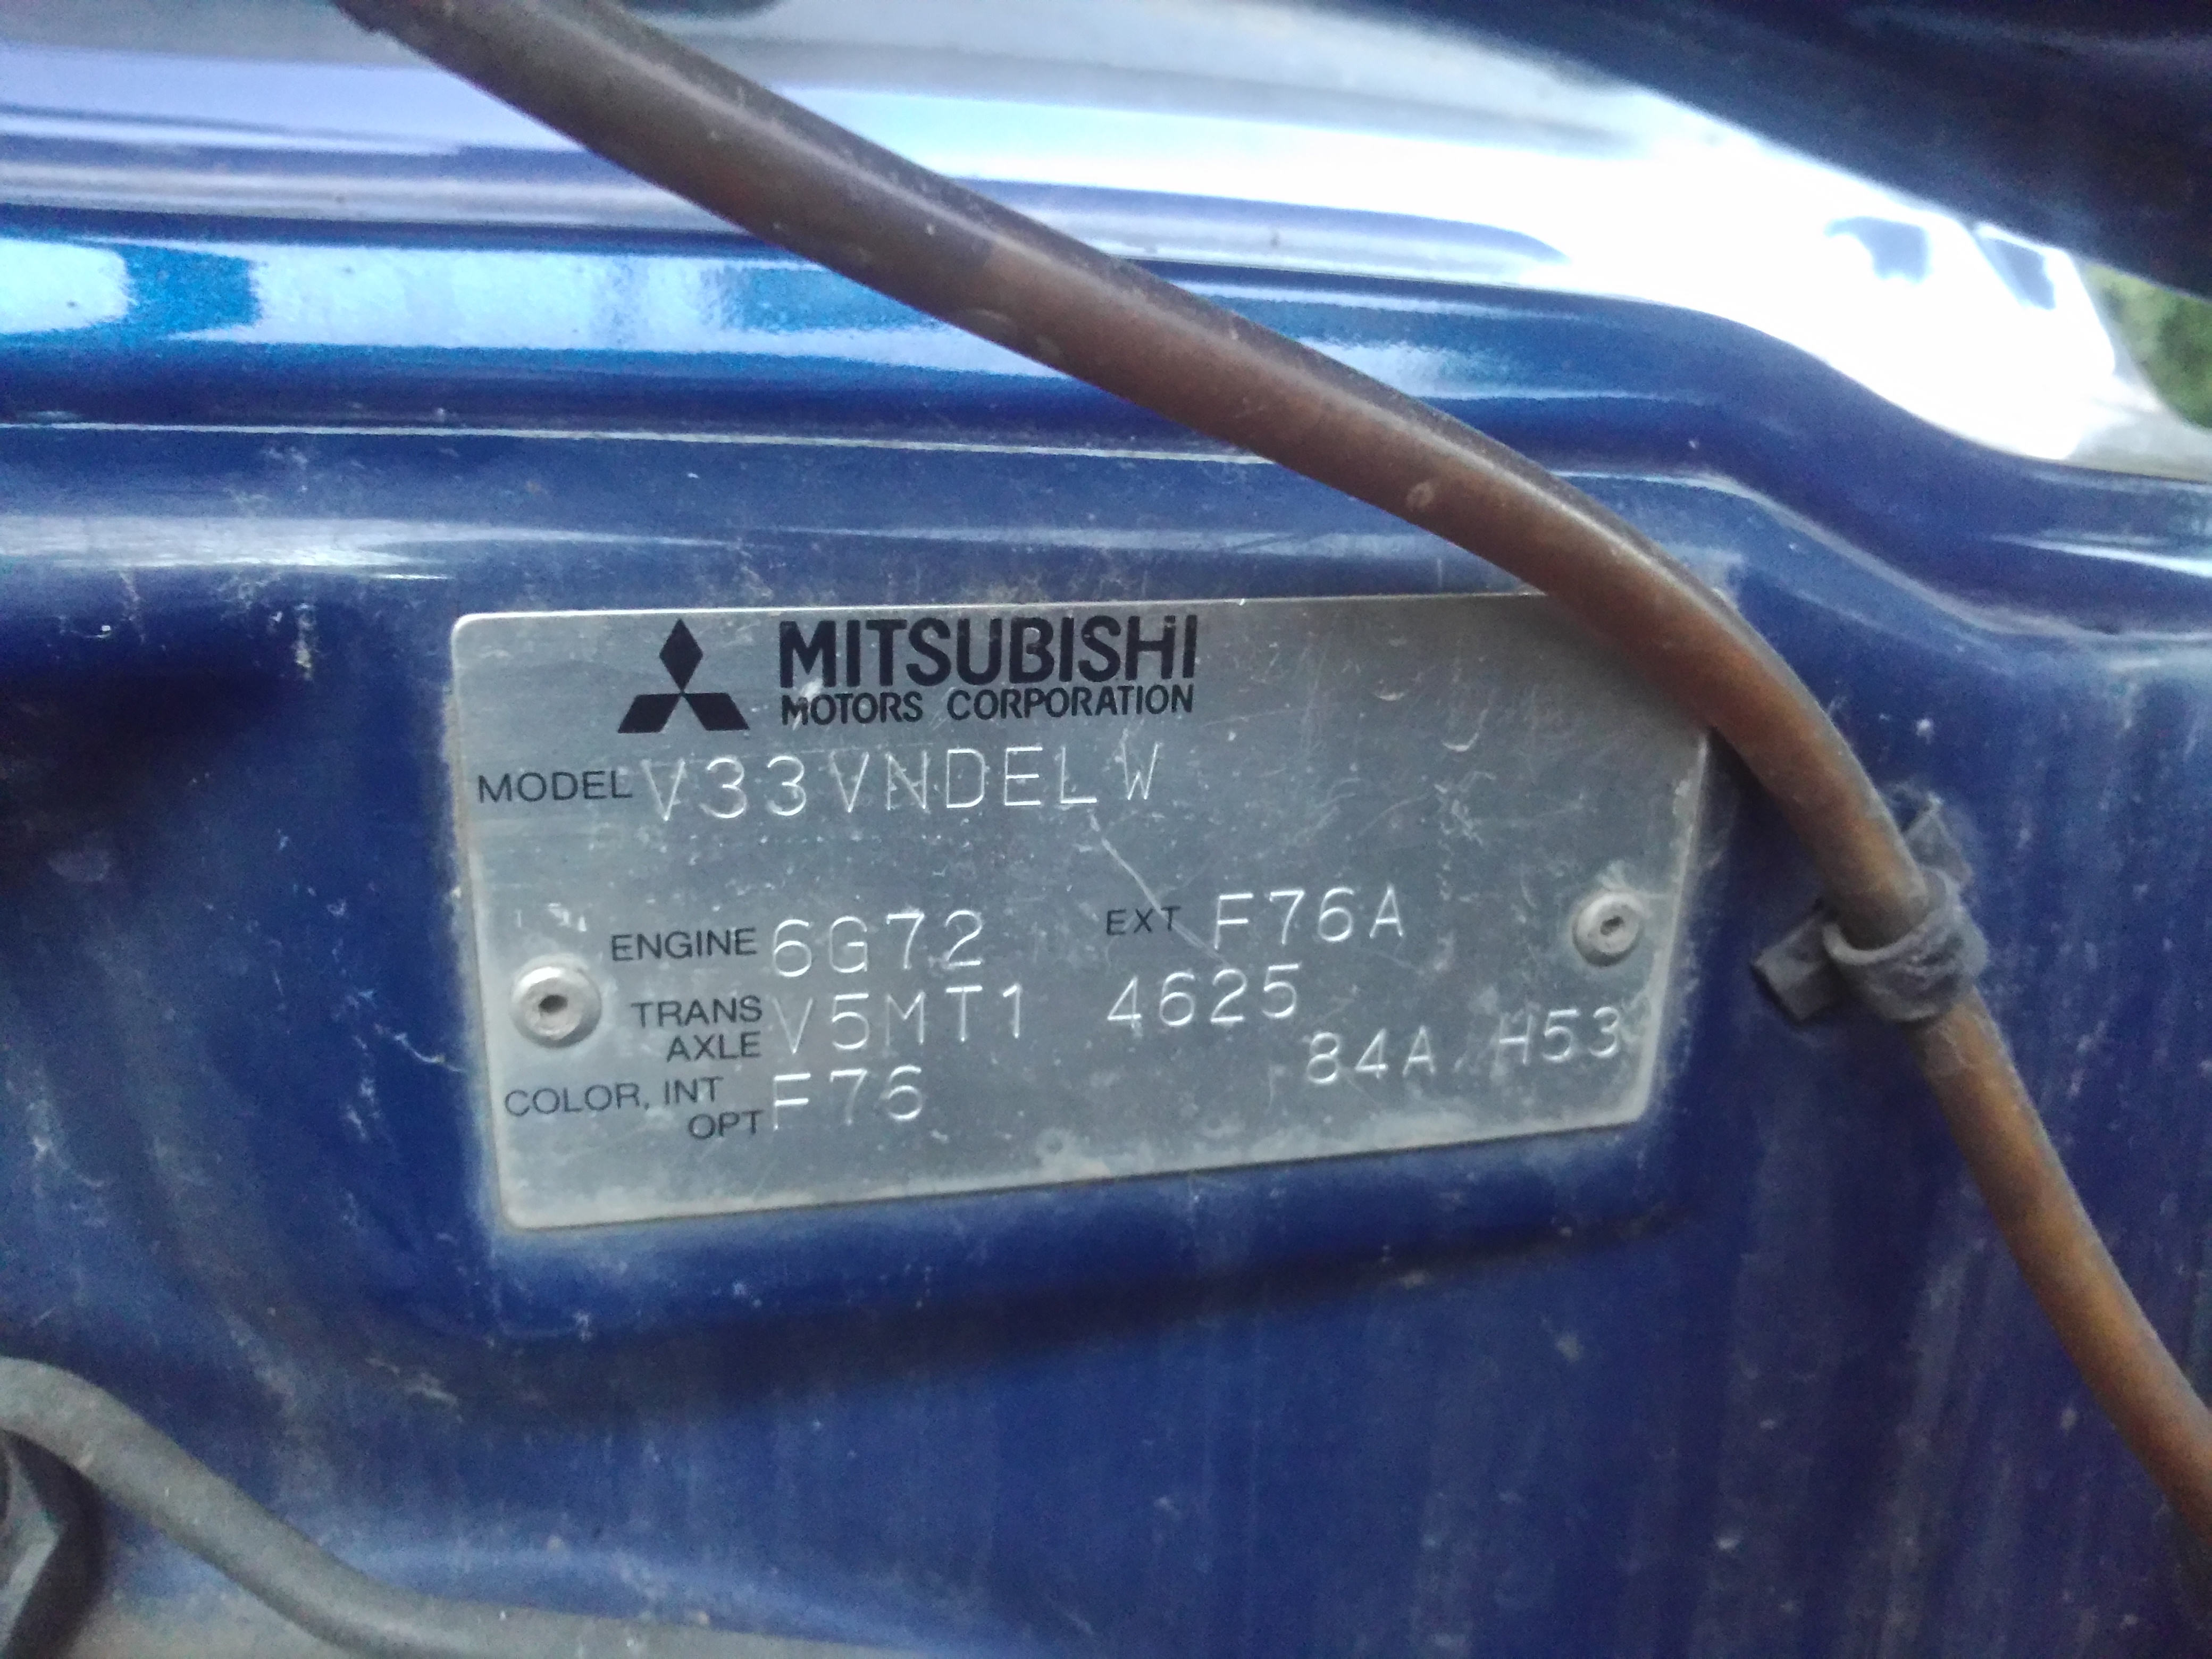 MITSUBISHI
MOTORS CORPORATION
MODEL V33VNDELW
ENGINE 6G72 EXT F76A
TRANS AXLE V5MT1 4625
COLOR, INT OPT F76 84A H53